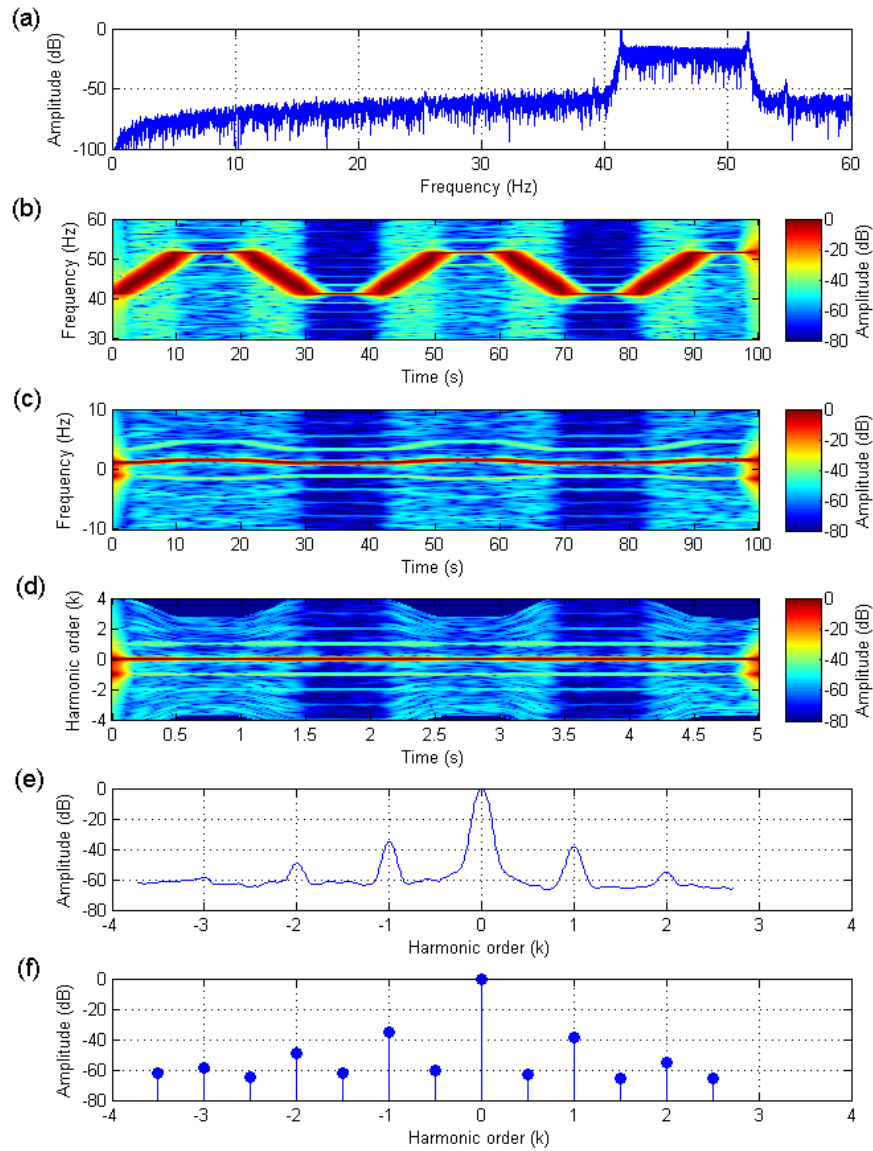 (a)
Amplitude (dB)
0
-50
-100
10 20 30 40 50 60
0
Frequency (Hz)
(b)
Frequency (Hz)
60
50
40
30
0 10 20 30 40 50 60 70 80 90 100
Time (s)
0
-20
-40
-60
-80
Amplitude (dB)
(c)
Frequency (Hz)
10
0
-10
0 10 20 30 40 50 60 70 80 90 100
Time (s)
0
-20
-40
-60
-80
Amplitude (dB)
(d)
Harmonic order (k)
4
2
0
-2
-4
0 0.5 1 1.5 2 2.5 3 3.5 4 4.5 5
Time (s)
0
-20
-40
-60
-80
Amplitude (dB)
(e)
Amplitude (dB)
0
-20
-40
-60
-80
-4 -3 -2 -1 0 1 2 3 4
Harmonic order (k)
(f)
Amplitude (dB)
0
-20
-40
-60
-80
-4 -3 -2 -1 0 1 2 3 4
Harmonic order (k)